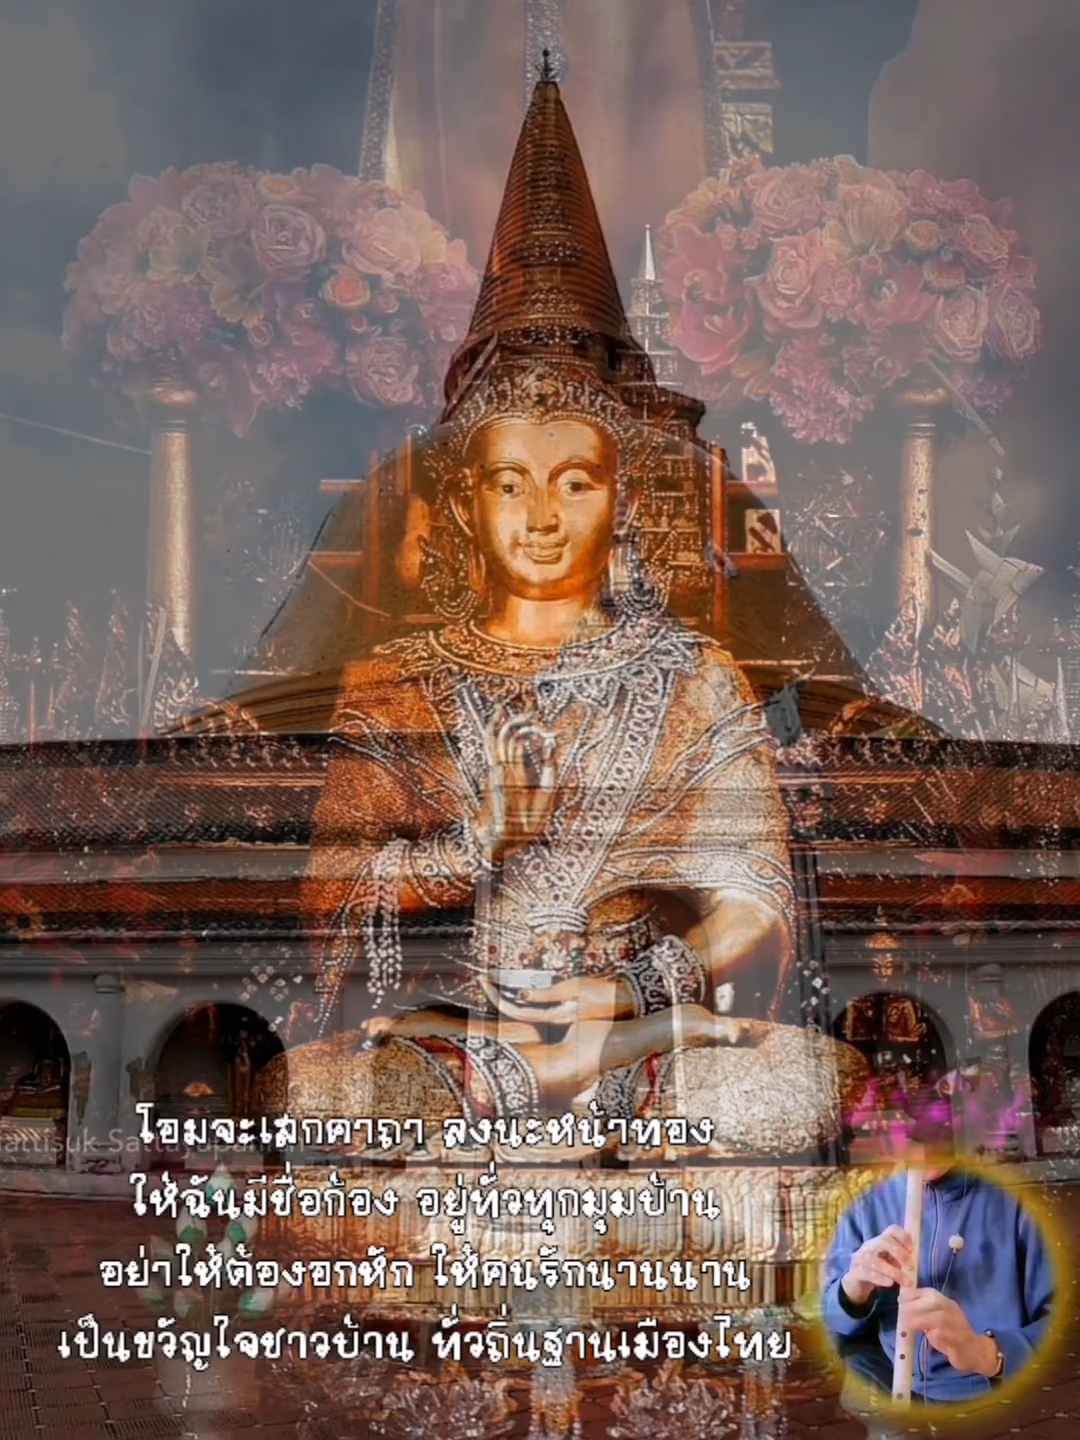 โอมจะเสกคาถา ลงนะหน้าทอง
ให้ฉันมีชื่อก้อง อยู่ทั่วทุกมุมบ้าน
อย่าให้ต้องอกหัก ให้คนรักนานนาน
เป็นขวัญใจชาวบ้าน ทั่วถิ่นฐานเมืองไทย